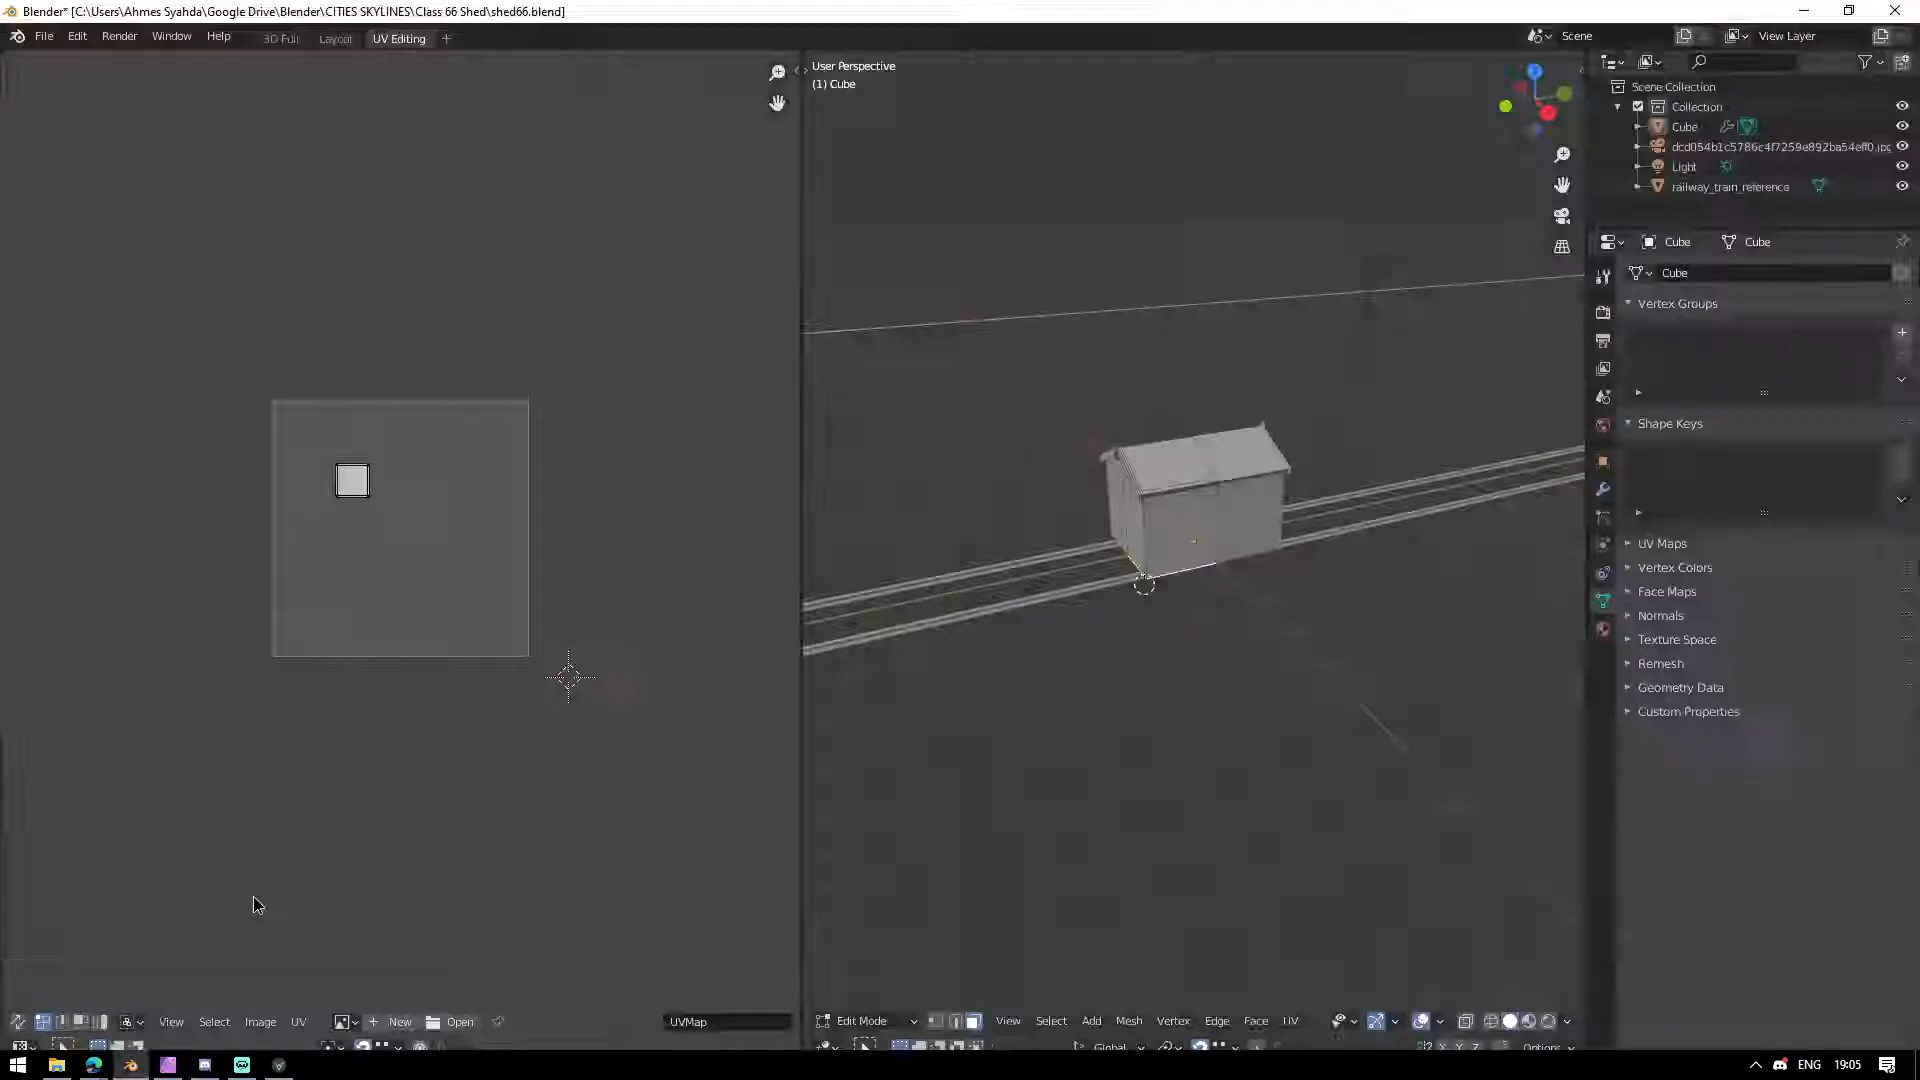 Blender* [C:\Users\Ahmes Syahda\Google Drive\Blender\CITIES SKYLINES\Class 66 Shed\shed66.blend]
File Edit Render Window Help 3D Full Layout UV Editing +
Scene View Layer
User Perspective
(1) Cube
Scene Collection
Collection
Cube
dcd054b1c5786c4f7259e892ba54eff0.jpg
Light
railway_train_reference
Cube Cube
Cube
Vertex Groups
Shape Keys
UV Maps
Vertex Colors
Face Maps
Normals
Texture Space
Remesh
Geometry Data
Custom Properties
View Select Image UV + New Open UVMap
Edit Mode View Select Add Mesh Vertex Edge Face UV
Global Options
ENG 19:05